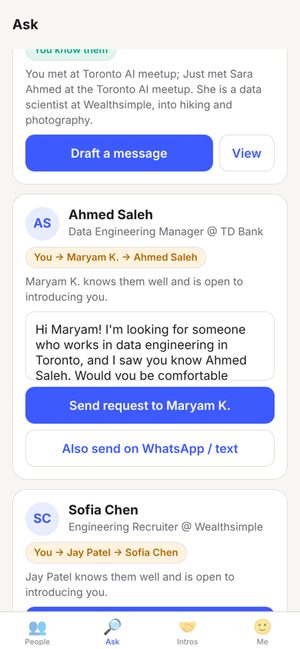 Ask
You know them
You met at Toronto AI meetup; Just met Sara
Ahmed at the Toronto AI meetup. She is a data
scientist at Wealthsimple, into hiking and
photography.
Draft a message
View
AS
Ahmed Saleh
Data Engineering Manager @ TD Bank
You → Maryam K. → Ahmed Saleh
Maryam K. knows them well and is open to
introducing you.
Hi Maryam! I'm looking for someone
who works in data engineering in
Toronto, and I saw you know Ahmed
Saleh. Would you be comfortable
Send request to Maryam K.
Also send on WhatsApp / text
SC
Sofia Chen
Engineering Recruiter @ Wealthsimple
You → Jay Patel → Sofia Chen
Jay Patel knows them well and is open to
introducing you.
People
Ask
Intros
Me